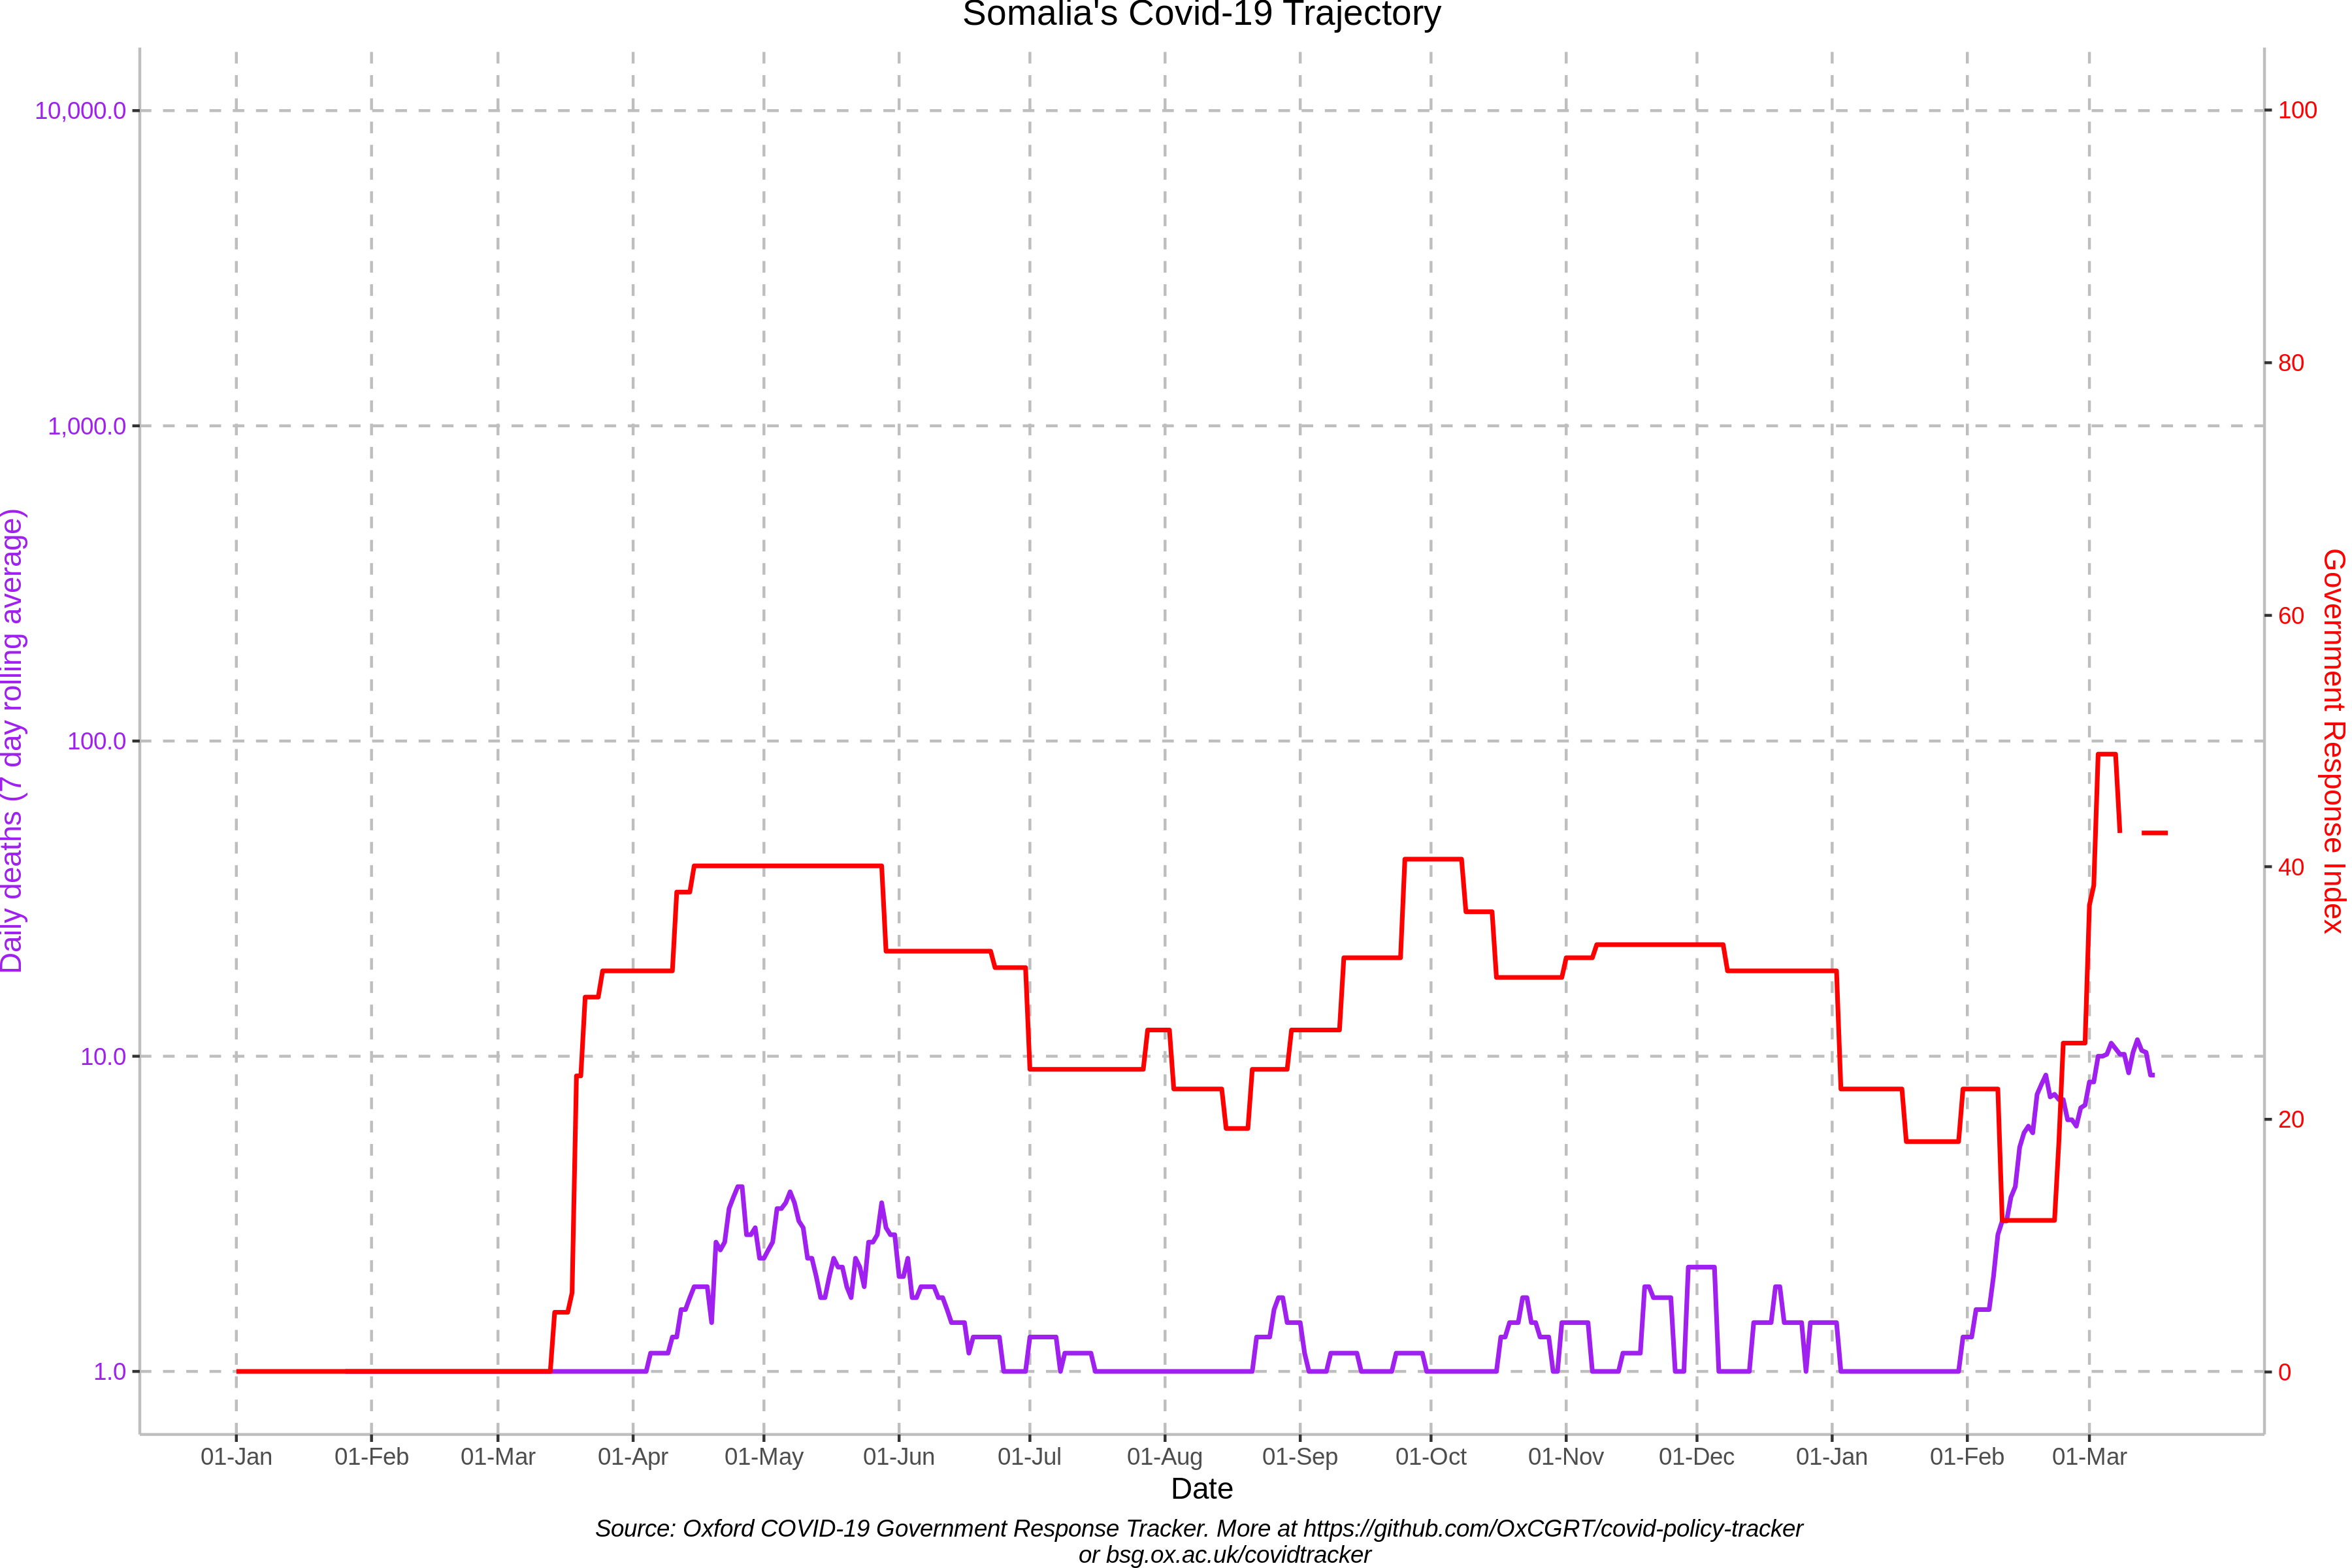 Somalia's Covid-19 Trajectory
10,000.0
1,000.0
100.0
10.0
1.0
Daily deaths (7 day rolling average)
100
80
60
40
20
0
Government Response Index
01-Jan 01-Feb 01-Mar 01-Apr 01-May 01-Jun 01-Jul 01-Aug 01-Sep 01-Oct 01-Nov 01-Dec 01-Jan 01-Feb 01-Mar
Date
Source: Oxford COVID-19 Government Response Tracker. More at https://github.com/OxCGRT/covid-policy-tracker
or bsg.ox.ac.uk/covidtracker